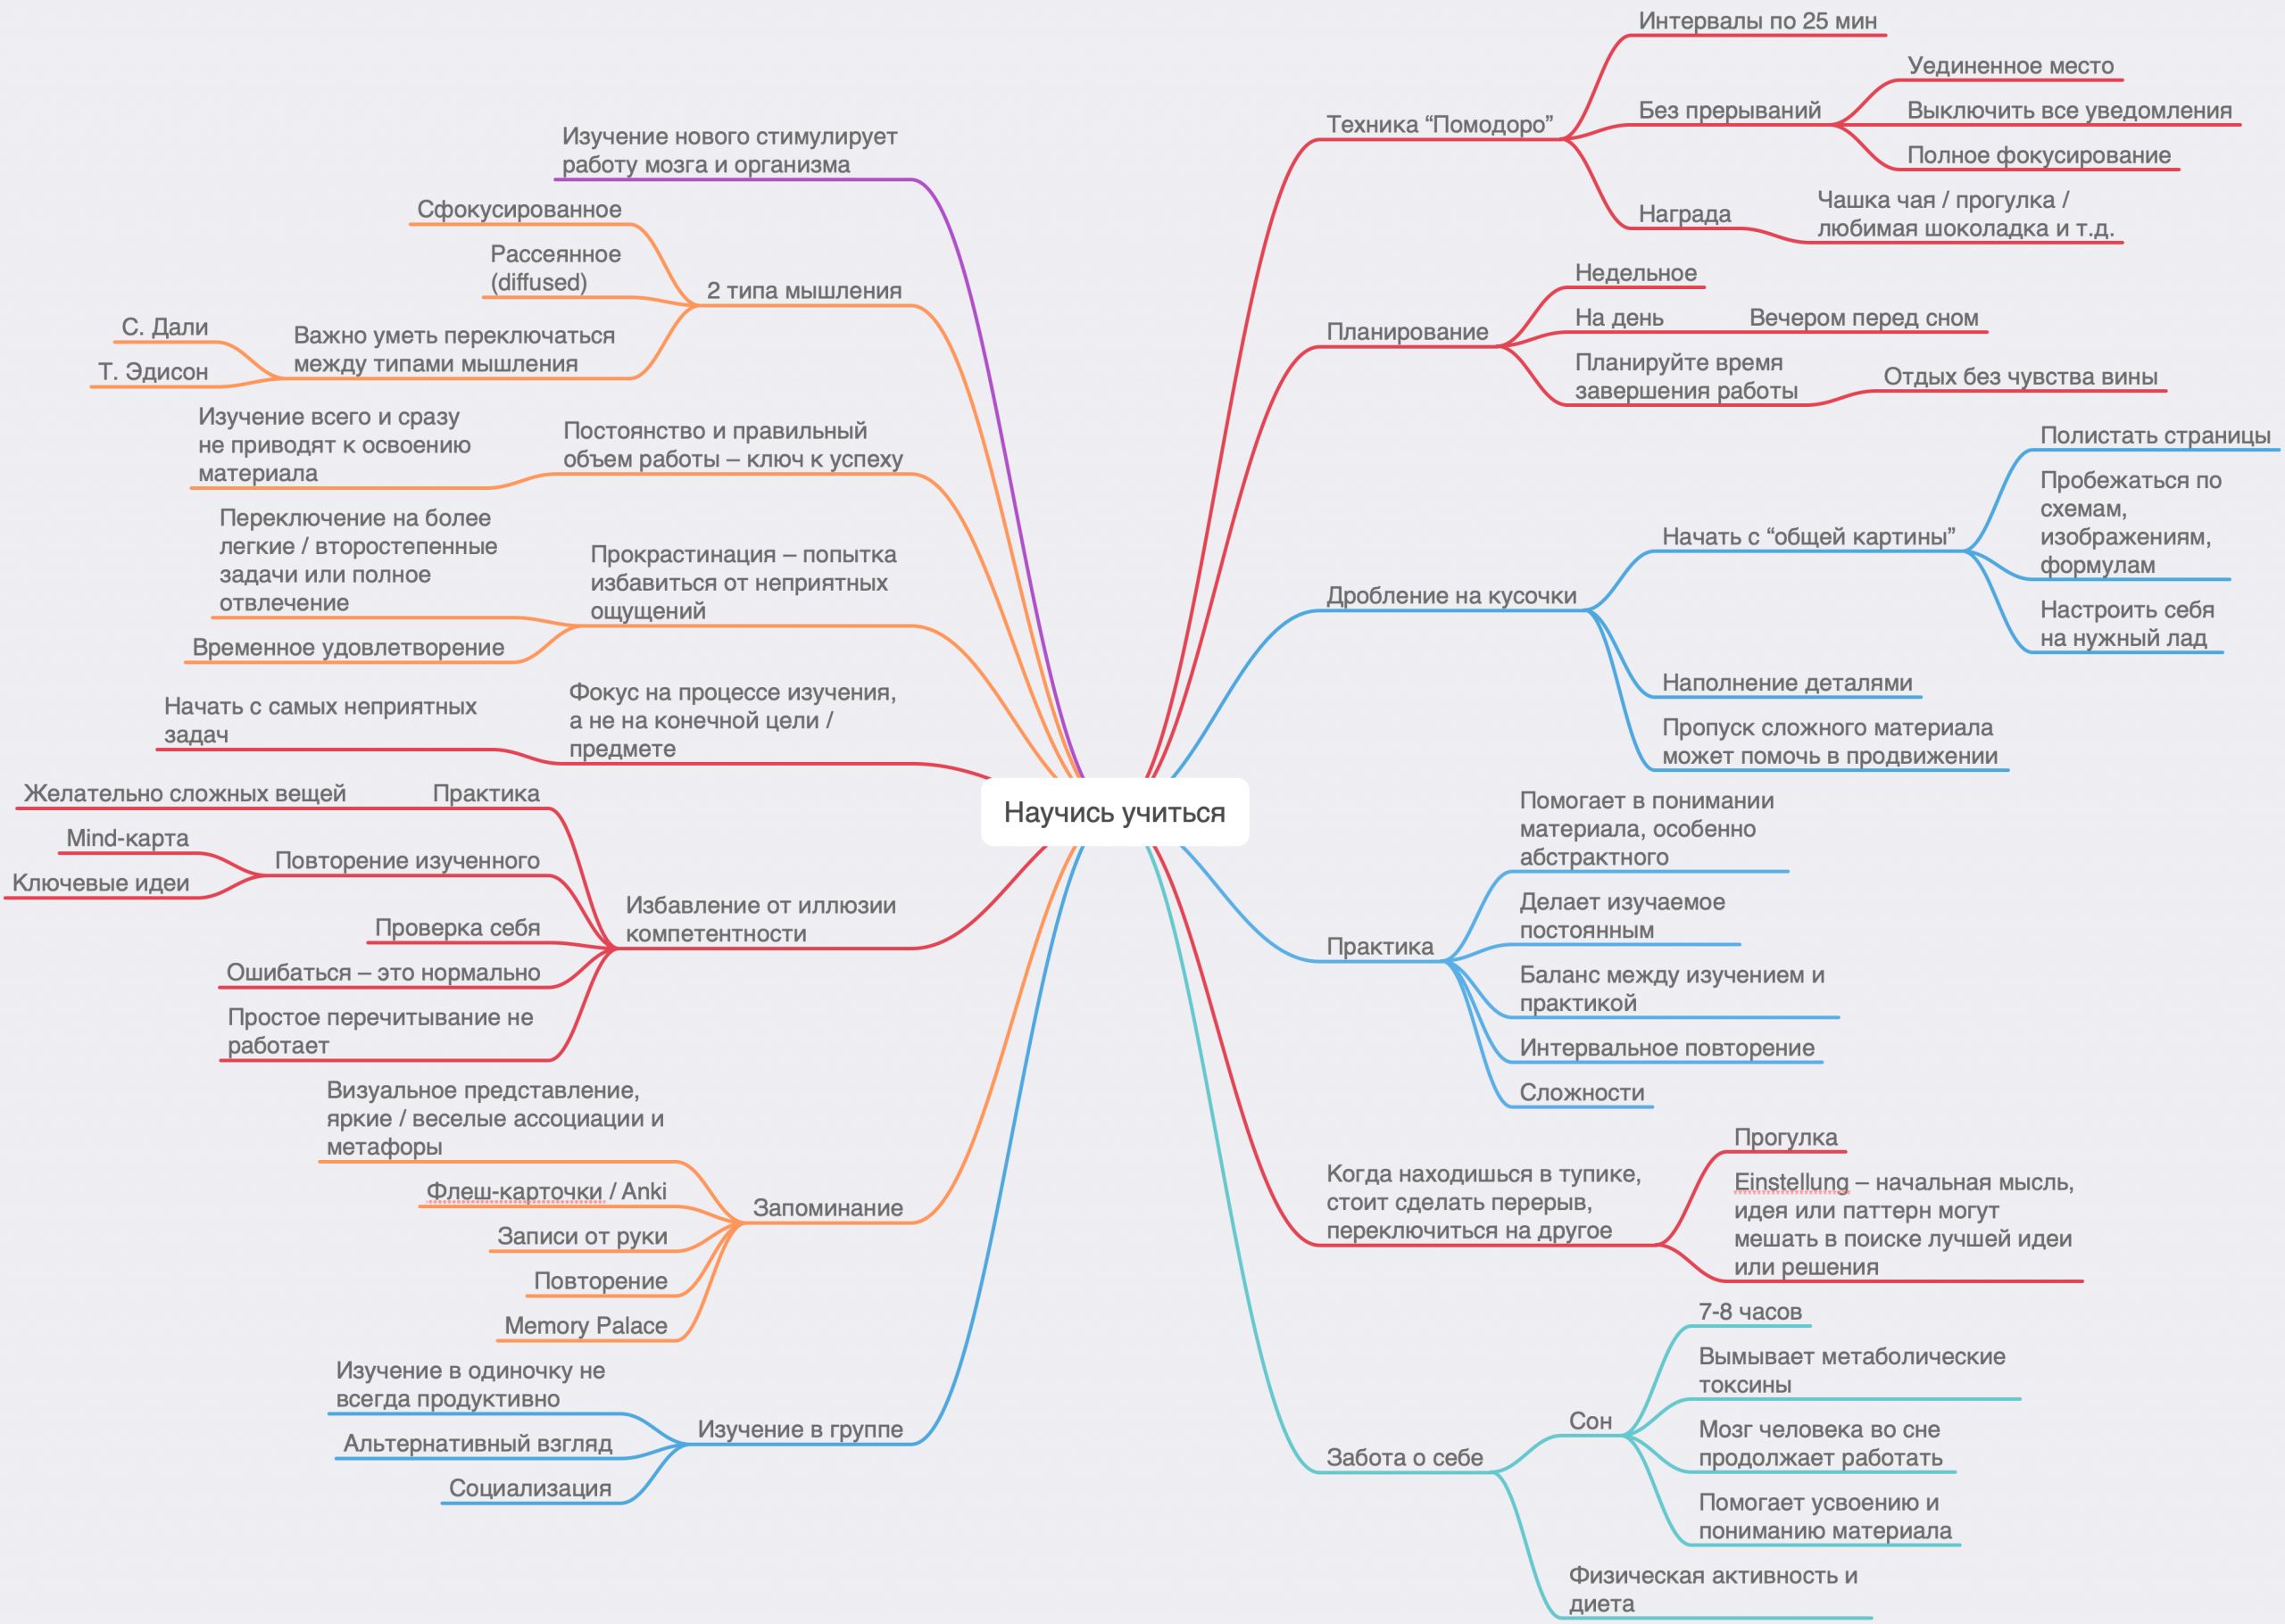 Научись учиться
Техника “Помодоро”
Интервалы по 25 мин
Без прерываний
Уединенное место
Выключить все уведомления
Полное фокусирование
Награда
Чашка чая / прогулка /
любимая шоколадка и т.д.
Планирование
Недельное
На день
Вечером перед сном
Планируйте время
завершения работы
Отдых без чувства вины
Дробление на кусочки
Начать с “общей картины”
Полистать страницы
Пробежаться по
схемам,
изображениям,
формулам
Настроить себя
на нужный лад
Наполнение деталями
Пропуск сложного материала
может помочь в продвижении
Практика
Помогает в понимании
материала, особенно
абстрактного
Делает изучаемое
постоянным
Баланс между изучением и
практикой
Интервальное повторение
Сложности
Когда находишься в тупике,
стоит сделать перерыв,
переключиться на другое
Прогулка
Einstellung – начальная мысль,
идея или паттерн могут
мешать в поиске лучшей идеи
или решения
Забота о себе
Сон
7-8 часов
Вымывает метаболические
токсины
Мозг человека во сне
продолжает работать
Помогает усвоению и
пониманию материала
Физическая активность и
диета
Изучение нового стимулирует
работу мозга и организма
2 типа мышления
Сфокусированное
Рассеянное
(diffused)
Важно уметь переключаться
между типами мышления
С. Дали
Т. Эдисон
Постоянство и правильный
объем работы – ключ к успеху
Изучение всего и сразу
не приводят к освоению
материала
Прокрастинация – попытка
избавиться от неприятных
ощущений
Переключение на более
легкие / второстепенные
задачи или полное
отвлечение
Временное удовлетворение
Фокус на процессе изучения,
а не на конечной цели /
предмете
Начать с самых неприятных
задач
Избавление от иллюзии
компетентности
Практика
Желательно сложных вещей
Повторение изученного
Mind-карта
Ключевые идеи
Проверка себя
Ошибаться – это нормально
Простое перечитывание не
работает
Запоминание
Визуальное представление,
яркие / веселые ассоциации и
метафоры
Флеш-карточки / Anki
Записи от руки
Повторение
Memory Palace
Изучение в группе
Изучение в одиночку не
всегда продуктивно
Альтернативный взгляд
Социализация